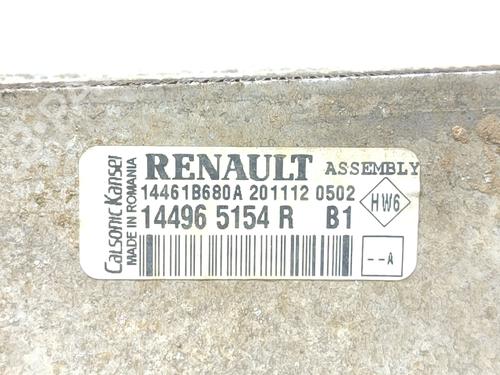 RENAULT ASSEMBLY
14461B680A 201112 0502
14496 5154 R B1
HW6
--A
Calsonic Kansei
MADE IN ROMANIA